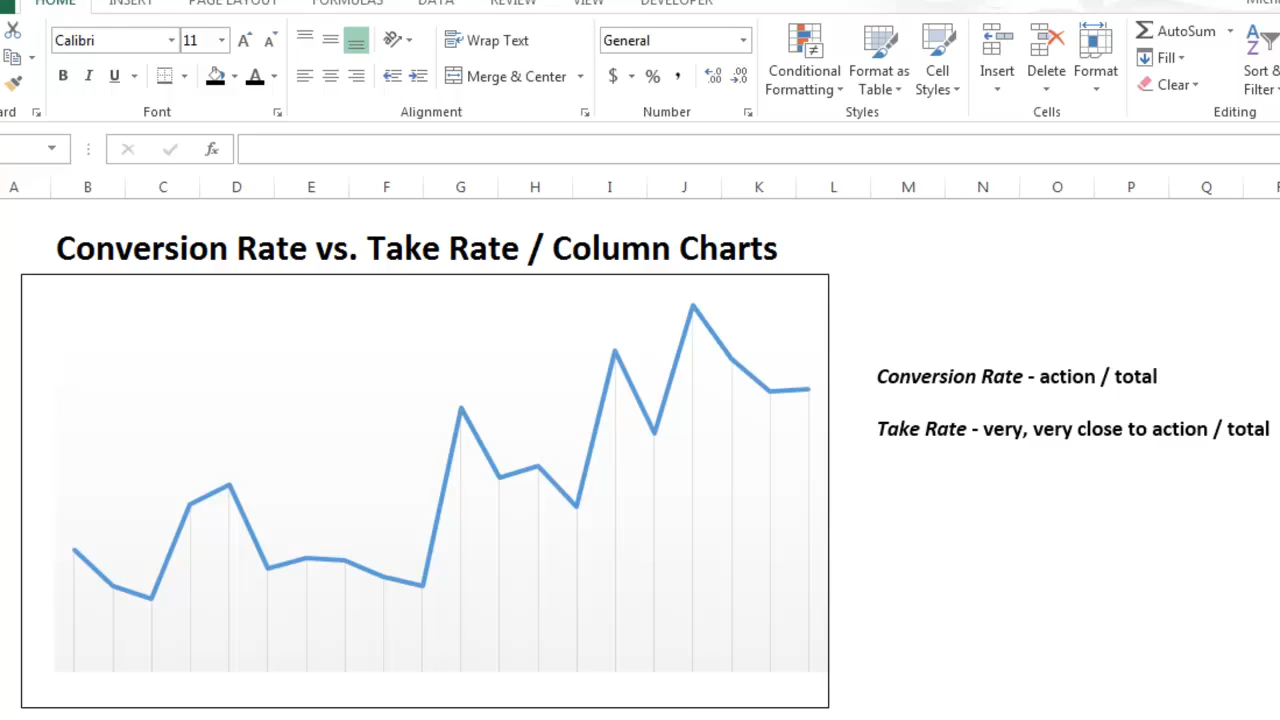 HOME INSERT PAGE LAYOUT FORMULAS DATA REVIEW VIEW DEVELOPER
Calibri 11 Wrap Text General AutoSum
Conditional Format as Cell Insert Delete Format Fill Sort &
B I U Merge & Center $ % Formatting Table Styles Clear Filter
Font Alignment Number Styles Cells Editing
fx
A B C D E F G H I J K L M N O P Q
Conversion Rate vs. Take Rate / Column Charts
Conversion Rate - action / total
Take Rate - very, very close to action / total